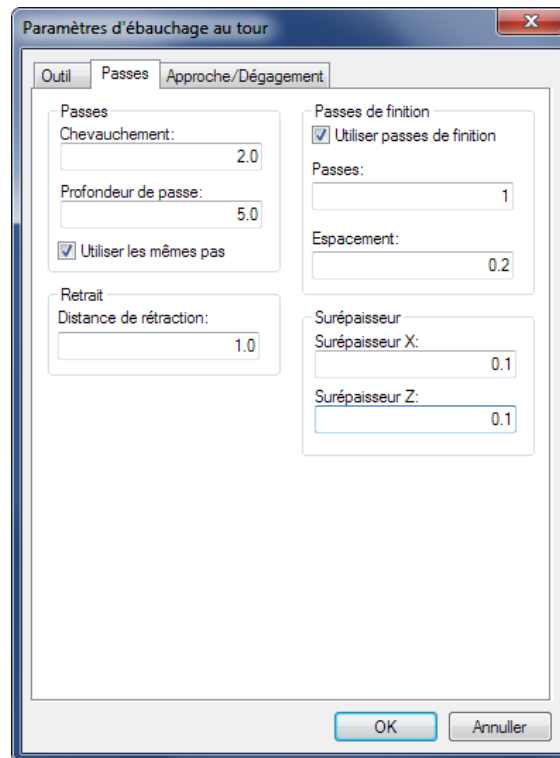 Paramètres d'ébauchage au tour
Outil
Passes
Approche/Dégagement
Passes
Chevauchement:
2.0
Profondeur de passe:
5.0
Utiliser les mêmes pas
Retrait
Distance de rétraction:
1.0
Passes de finition
Utiliser passes de finition
Passes:
1
Espacement:
0.2
Surépaisseur
Surépaisseur X:
0.1
Surépaisseur Z:
0.1
OK
Annuller